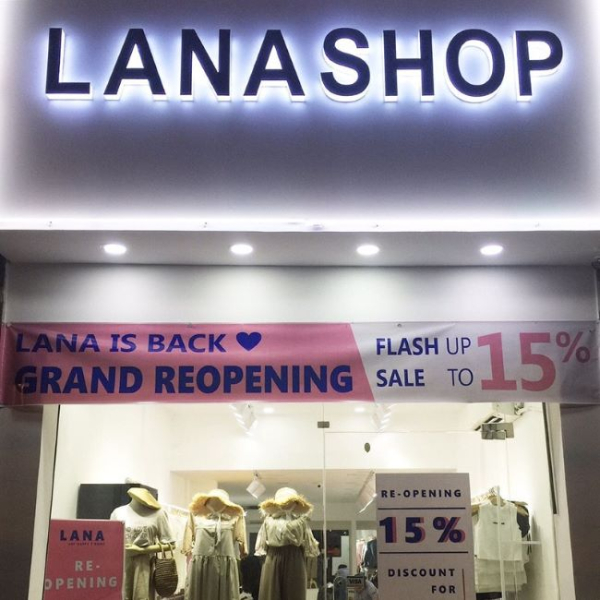 LANASHOP
LANA IS BACK
GRAND REOPENING
FLASH UP
SALE TO
15%
LANA
RE-
OPENING
RE-OPENING
15%
DISCOUNT
FOR